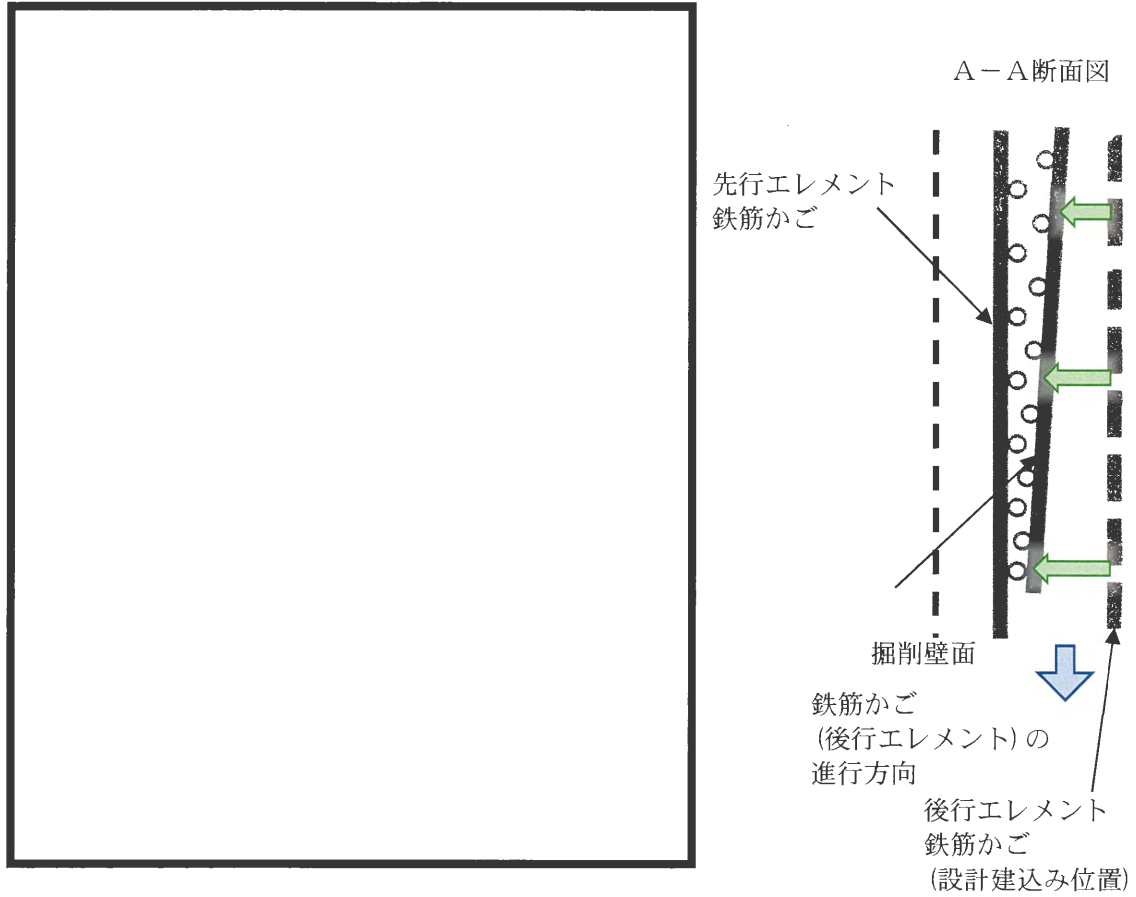 A－A断面図
先行エレメント
鉄筋かご
掘削壁面
鉄筋かご
(後行エレメント)の
進行方向
後行エレメント
鉄筋かご
(設計建込み位置)